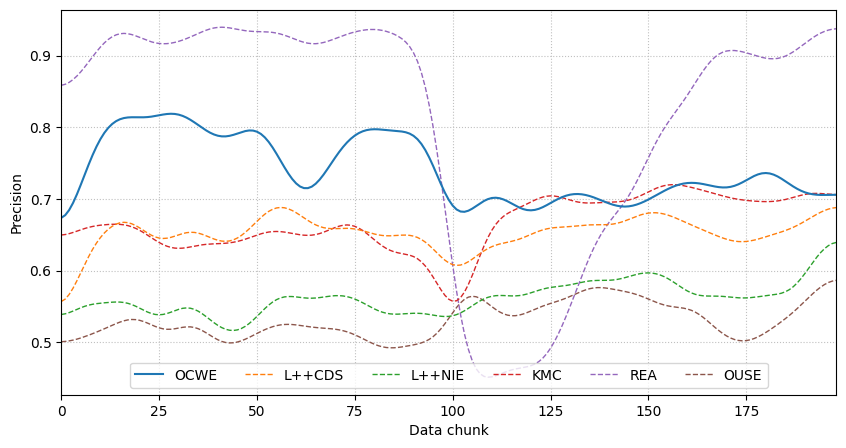 Precision
0.9
0.8
0.7
0.6
0.5
OCWE L++CDS L++NIE KMC REA OUSE
0 25 50 75 100 125 150 175
Data chunk